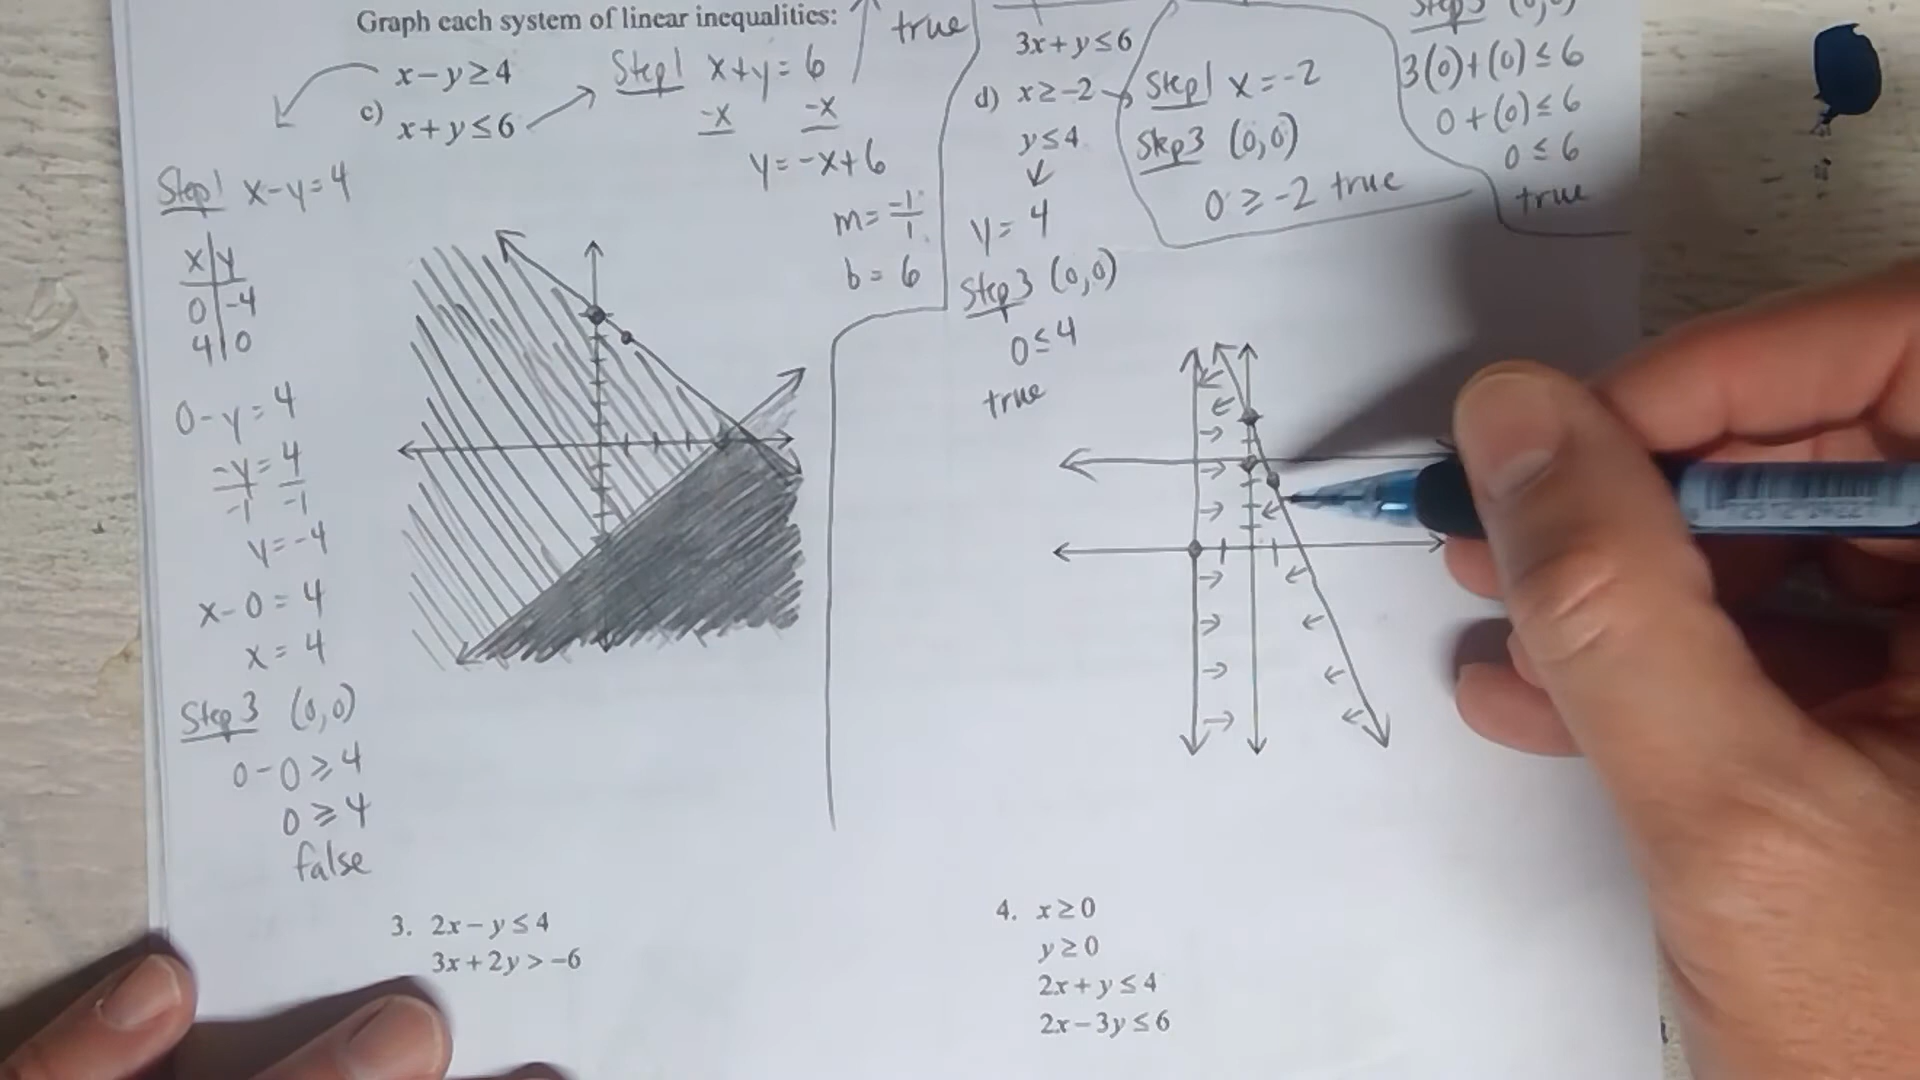 Graph each system of linear inequalities:
c) x − y ≥ 4
x + y ≤ 6
Step 1 x+y = 6
-x -x
y = -x+6
m = -1/1
b = 6
true
Step 1 x-y=4
x | y
0 | -4
4 | 0
0-y = 4
-y = 4
-1 -1
y = -4
x-0 = 4
x = 4
Step 3 (0,0)
0-0 ≥ 4
0 ≥ 4
false
3x + y ≤ 6
d) x ≥ −2
y ≤ 4
Step 1 x = -2
Step 3 (0,0)
0 ≥ -2 true
y = 4
Step 3 (0,0)
0 ≤ 4
true
Step 3 (0,0)
3(0)+(0) ≤ 6
0+(0) ≤ 6
0 ≤ 6
true
3. 2x − y ≤ 4
3x + 2y > −6
4. x ≥ 0
y ≥ 0
2x + y ≤ 4
2x − 3y ≤ 6